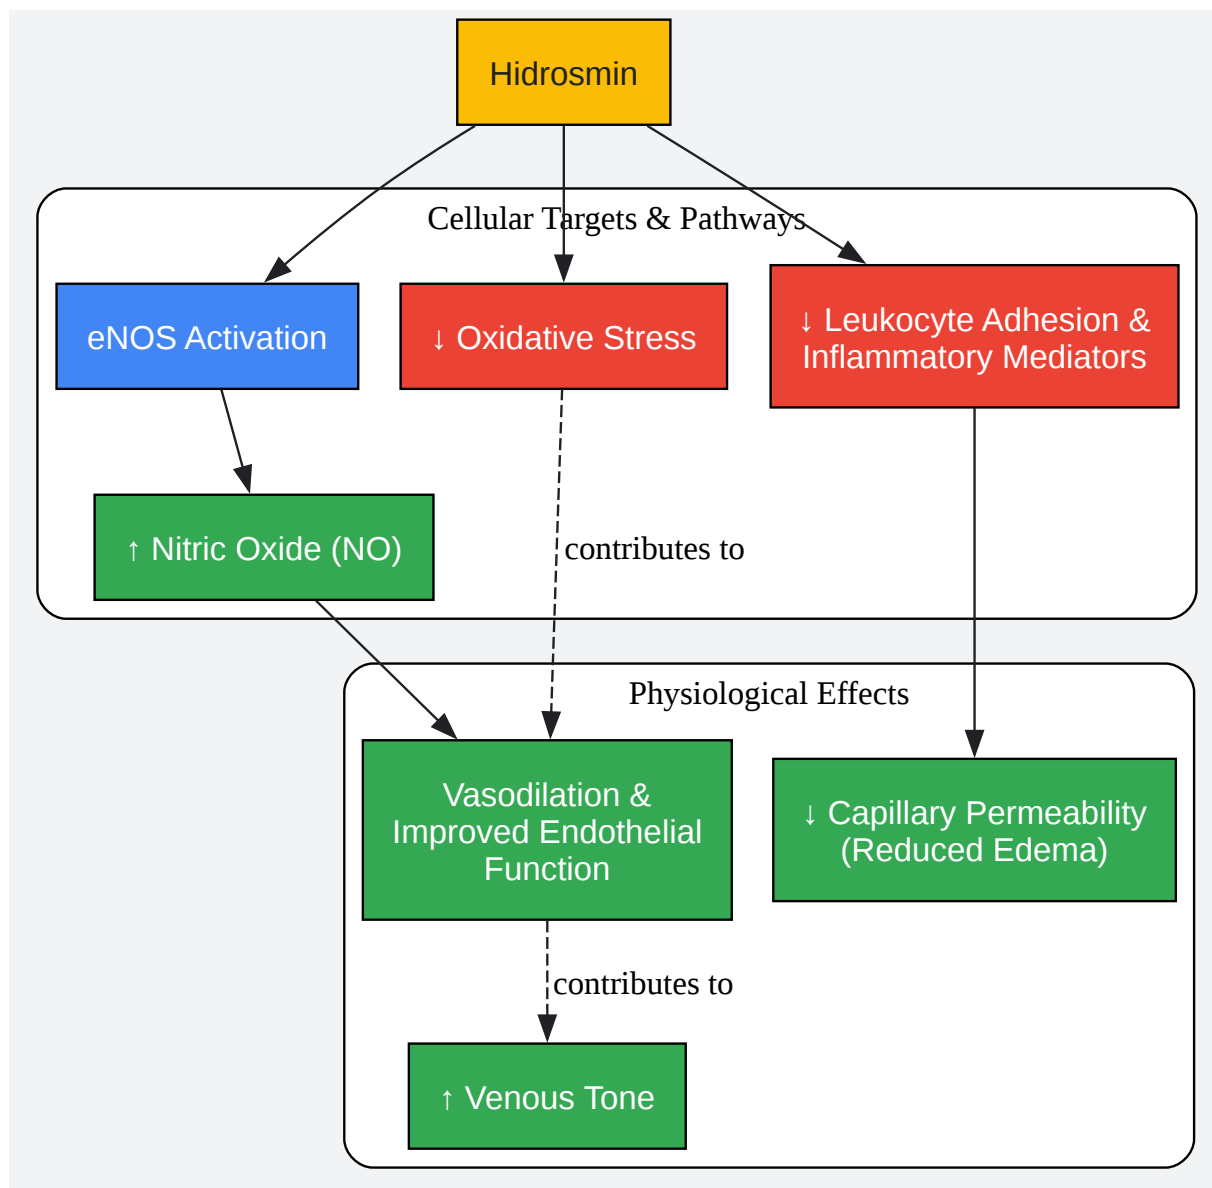 Hidrosmin
Cellular Targets & Pathways
eNOS Activation
↓ Oxidative Stress
↓ Leukocyte Adhesion &
Inflammatory Mediators
↑ Nitric Oxide (NO)
contributes to
Physiological Effects
Vasodilation &
Improved Endothelial
Function
↓ Capillary Permeability
(Reduced Edema)
contributes to
↑ Venous Tone